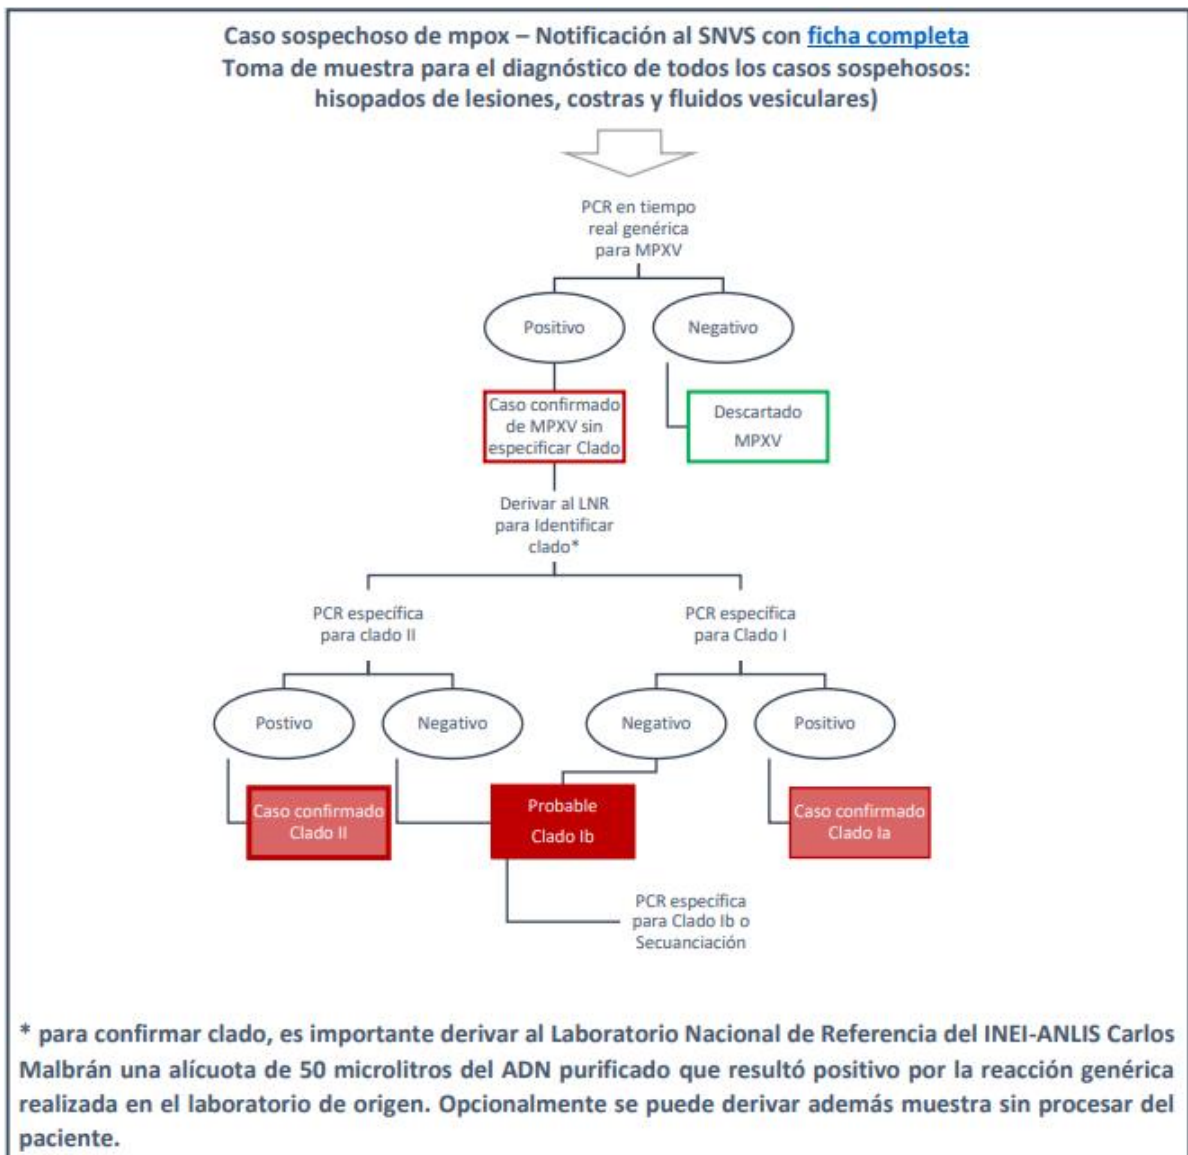 Caso sospechoso de mpox – Notificación al SNVS con ficha completa
Toma de muestra para el diagnóstico de todos los casos sospehosos:
hisopados de lesiones, costras y fluidos vesiculares)
PCR en tiempo
real genérica
para MPXV
Positivo
Negativo
Caso confirmado
de MPXV sin
especificar Clado
Descartado
MPXV
Derivar al LNR
para Identificar
clado*
PCR específica
para clado II
PCR específica
para Clado I
Postivo
Negativo
Negativo
Positivo
Caso confirmado
Clado II
Probable
Clado Ib
Caso confirmado
Clado Ia
PCR específica
para Clado Ib o
Secuanciación
* para confirmar clado, es importante derivar al Laboratorio Nacional de Referencia del INEI-ANLIS Carlos
Malbrán una alícuota de 50 microlitros del ADN purificado que resultó positivo por la reacción genérica
realizada en el laboratorio de origen. Opcionalmente se puede derivar además muestra sin procesar del
paciente.